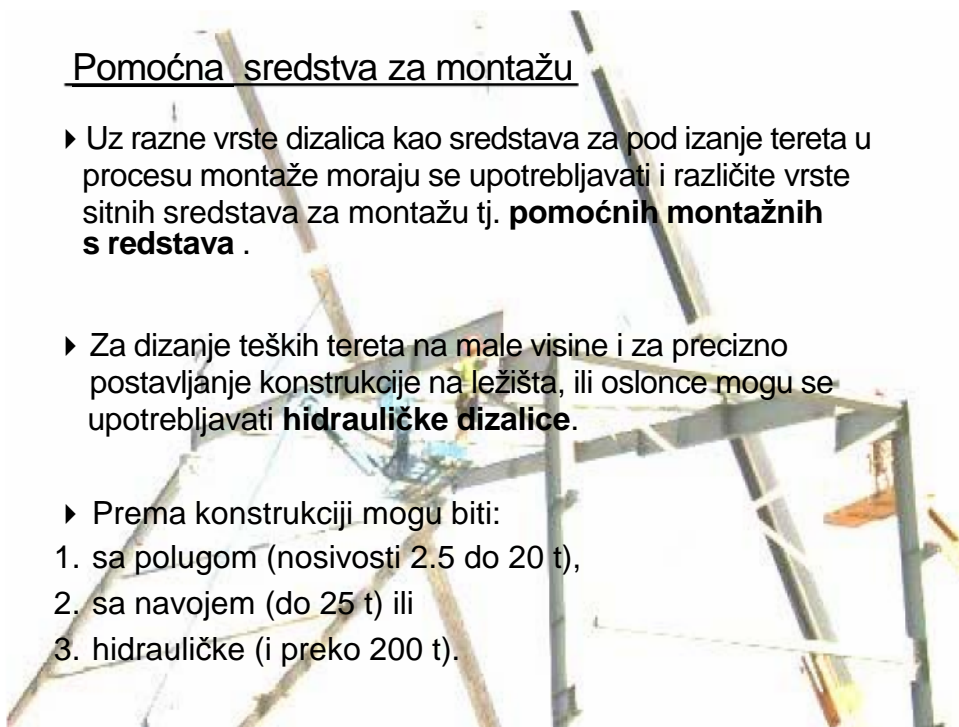 Pomoćna sredstva za montažu
Uz razne vrste dizalica kao sredstava za pod izanje tereta u
procesu montaže moraju se upotrebljavati i različite vrste
sitnih sredstava za montažu tj. pomoćnih montažnih
s redstava .
Za dizanje teških tereta na male visine i za precizno
postavljanje konstrukcije na ležišta, ili oslonce mogu se
upotrebljavati hidrauličke dizalice.
Prema konstrukciji mogu biti:
1. sa polugom (nosivosti 2.5 do 20 t),
2. sa navojem (do 25 t) ili
3. hidrauličke (i preko 200 t).